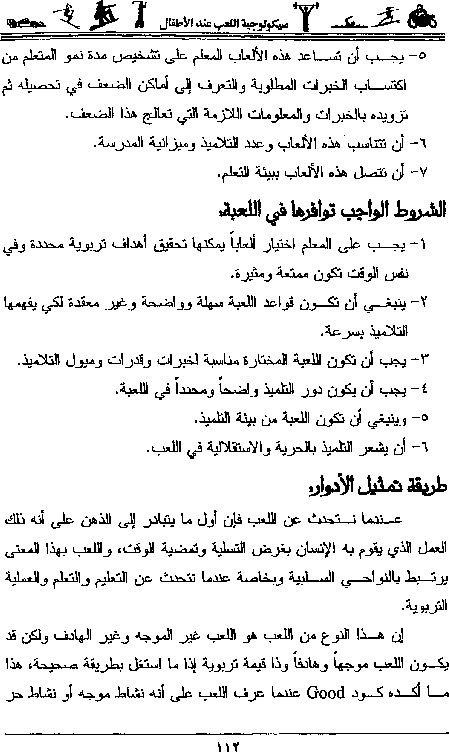 سيكولوجية اللعب عند الأطفال
٥- يجب أن تساعد هذه الألعاب المعلم على تشخيص مدة نمو المتعلم من
اكتساب الخبرات المطلوبة والتعرف إلى أماكن الضعف في تحصيله ثم
تزويده بالخبرات والمعلومات اللازمة التي تعالج هذا الضعف.
٦- أن تتناسب هذه الألعاب وعدد التلاميذ وميزانية المدرسة.
٧- أن تتصل هذه الألعاب ببيئة التعلم.
الشروط الواجب توافرها في اللعبة:
١- يجب على المعلم اختيار ألعاباً يمكنها تحقيق أهداف تربوية محددة وفي
نفس الوقت تكون ممتعة ومثيرة.
٢- ينبغي أن تكون قواعد اللعبة سهلة وواضحة وغير معقدة لكي يفهمها
التلاميذ بسرعة.
٣- يجب أن تكون اللعبة المختارة مناسبة لخبرات وقدرات وميول التلاميذ.
٤- يجب أن يكون دور التلميذ واضحاً ومحدداً في اللعبة.
٥- وينبغي أن تكون اللعبة من بيئة التلميذ.
٦- أن يشعر التلميذ بالحرية والاستقلالية في اللعب.
طريقة تمثيل الأدوار:
عندما نتحدث عن اللعب فإن أول ما يتبادر إلى الذهن على أنه ذلك
العمل الذي يقوم به الإنسان بغرض التسلية وتمضية الوقت، واللعب بهذا المعنى
يرتبط بالنواحي السلبية وبخاصة عندما نتحدث عن التعليم والتعلم والعملية
التربوية.
إن هذا النوع من اللعب هو اللعب غير الموجه وغير الهادف ولكن قد
يكون اللعب موجهاً وهادفاً وذا قيمة تربوية إذا ما استغل بطريقة صحيحة، هذا
ما أكده كود Good عندما عرف اللعب على أنه نشاط موجه أو نشاط حر
١١٢